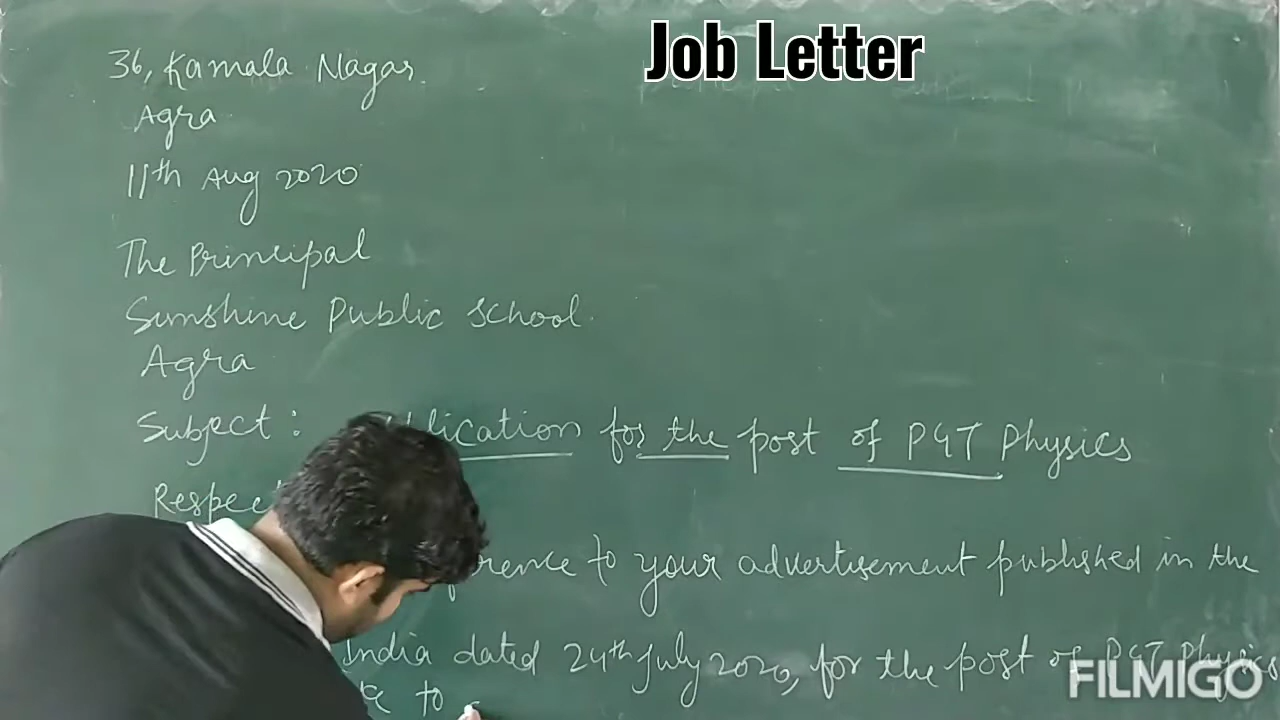 Job Letter
36, Kamala Nagar.
Agra
11th Aug 2020
The Principal
Sunshine Public School.
Agra
Subject: lication for the post of PGT Physics
Respec
rence to your advertisement published in the
India dated 24th July 2020, for the post of PGT Physics
to
FILMIGO